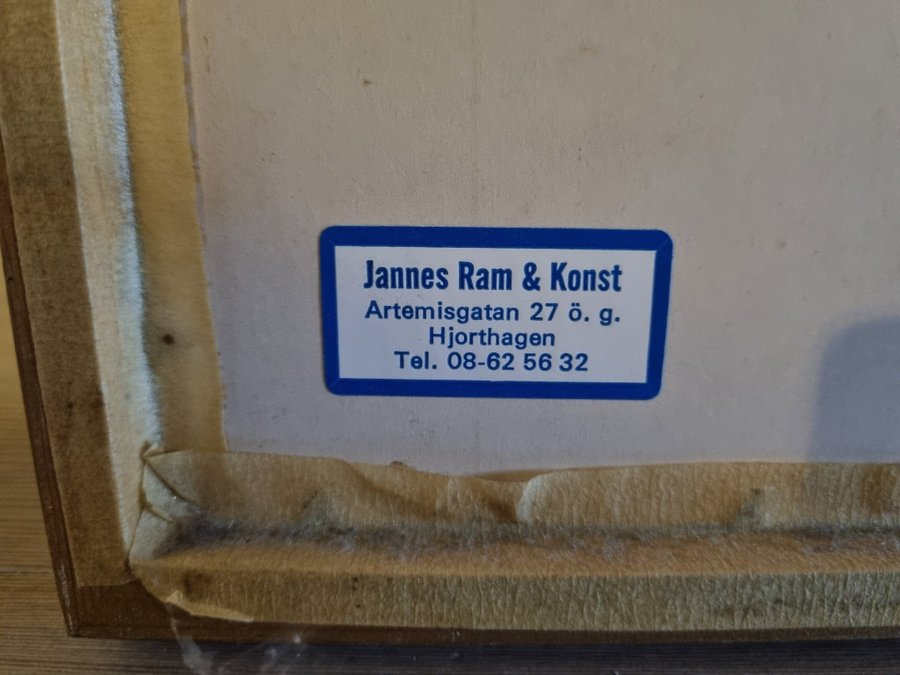 Jannes Ram & Konst
Artemisgatan 27 ö. g.
Hjorthagen
Tel. 08-62 56 32